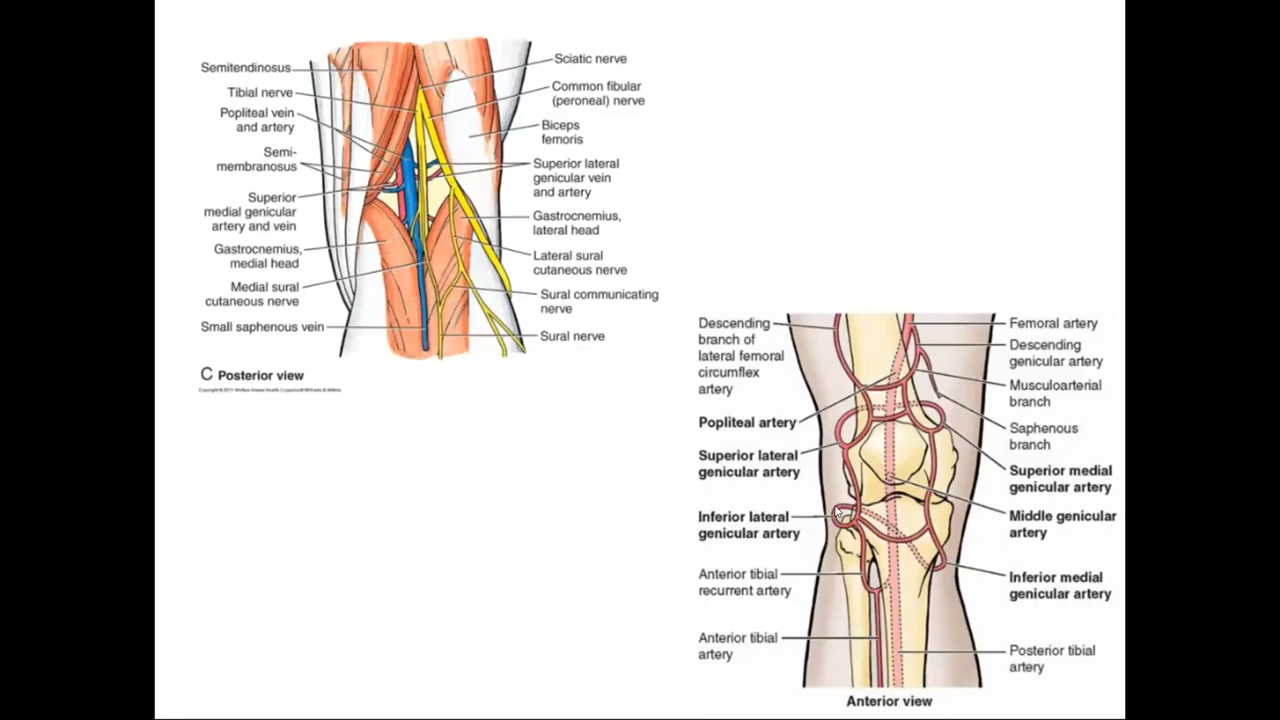 Semitendinosus
Tibial nerve
Popliteal vein
and artery
Semi-
membranosus
Superior
medial genicular
artery and vein
Gastrocnemius,
medial head
Medial sural
cutaneous nerve
Small saphenous vein
Sciatic nerve
Common fibular
(peroneal) nerve
Biceps
femoris
Superior lateral
genicular vein
and artery
Gastrocnemius,
lateral head
Lateral sural
cutaneous nerve
Sural communicating
nerve
Sural nerve
C Posterior view
Descending
branch of
lateral femoral
circumflex
artery
Popliteal artery
Superior lateral
genicular artery
Inferior lateral
genicular artery
Anterior tibial
recurrent artery
Anterior tibial
artery
Femoral artery
Descending
genicular artery
Musculoarterial
branch
Saphenous
branch
Superior medial
genicular artery
Middle genicular
artery
Inferior medial
genicular artery
Posterior tibial
artery
Anterior view